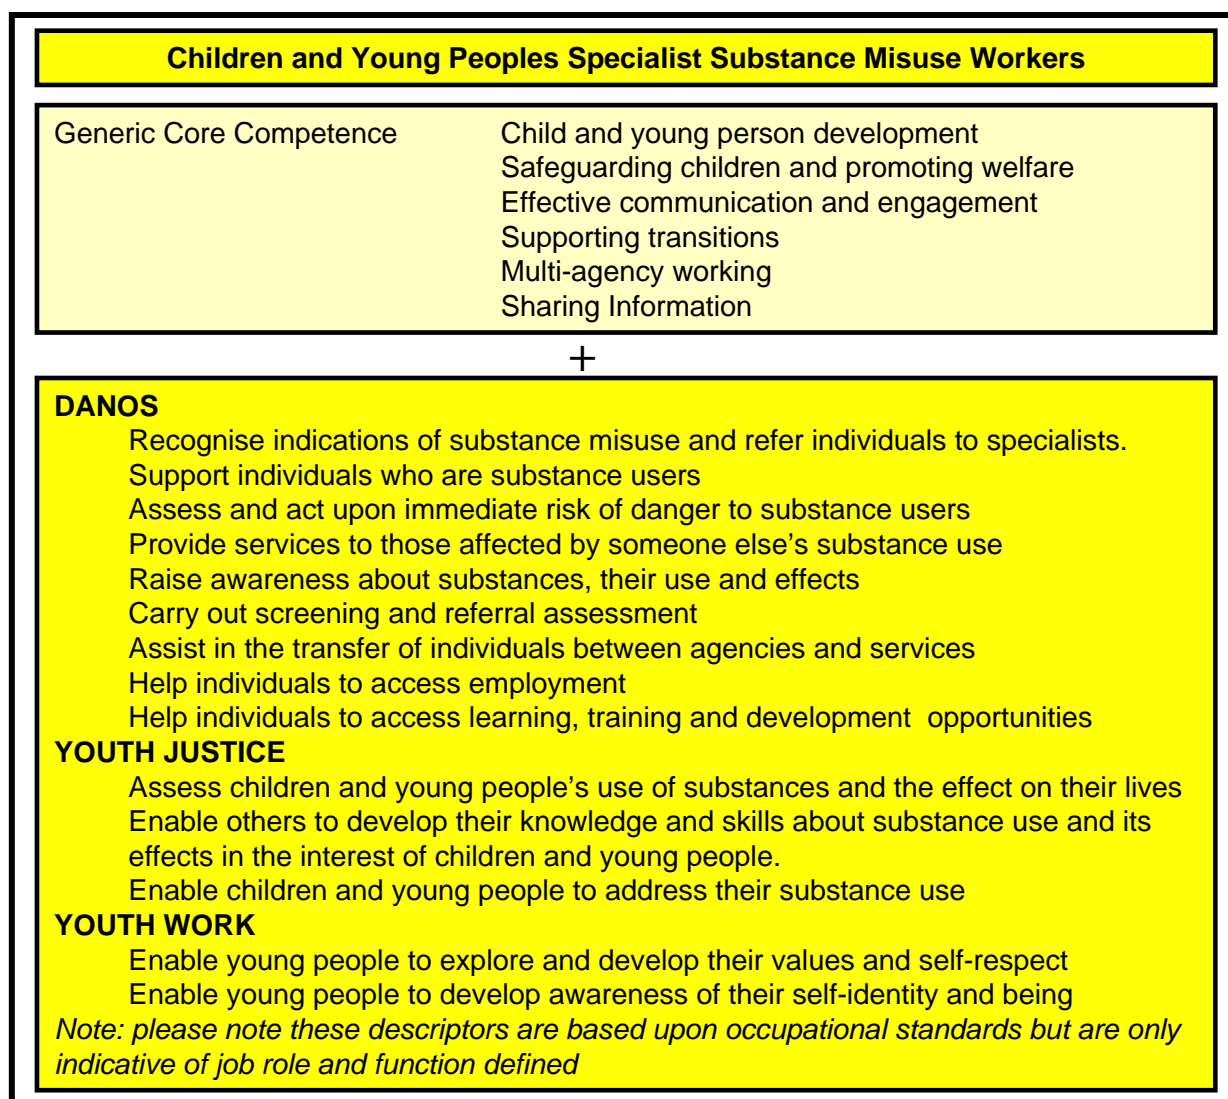 Children and Young Peoples Specialist Substance Misuse Workers
Generic Core Competence Child and young person development
Safeguarding children and promoting welfare
Effective communication and engagement
Supporting transitions
Multi-agency working
Sharing Information
+
DANOS
Recognise indications of substance misuse and refer individuals to specialists.
Support individuals who are substance users
Assess and act upon immediate risk of danger to substance users
Provide services to those affected by someone else’s substance use
Raise awareness about substances, their use and effects
Carry out screening and referral assessment
Assist in the transfer of individuals between agencies and services
Help individuals to access employment
Help individuals to access learning, training and development  opportunities
YOUTH JUSTICE
Assess children and young people’s use of substances and the effect on their lives
Enable others to develop their knowledge and skills about substance use and its
effects in the interest of children and young people.
Enable children and young people to address their substance use
YOUTH WORK
Enable young people to explore and develop their values and self-respect
Enable young people to develop awareness of their self-identity and being
Note: please note these descriptors are based upon occupational standards but are only
indicative of job role and function defined